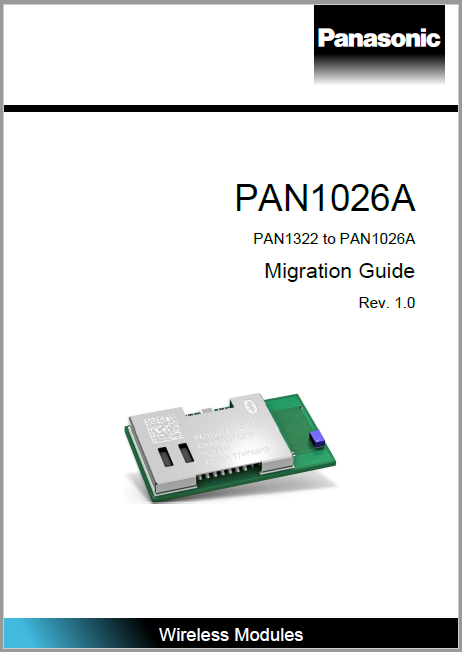 Panasonic
PAN1026A
PAN1322 to PAN1026A
Migration Guide
Rev. 1.0
Wireless Modules